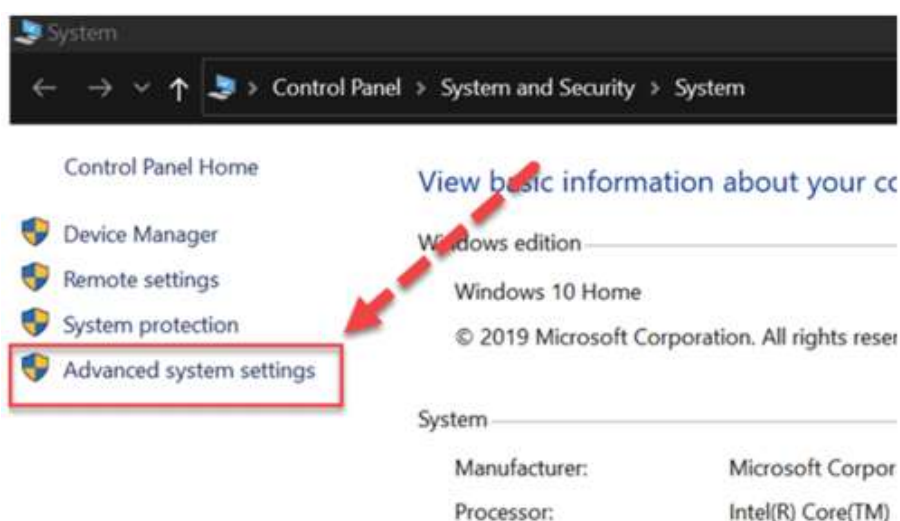 System
Control Panel > System and Security > System
Control Panel Home
Device Manager
Remote settings
System protection
Advanced system settings
View basic information about your co
Windows edition
Windows 10 Home
© 2019 Microsoft Corporation. All rights reser
System
Manufacturer: Microsoft Corpor
Processor: Intel(R) Core(TM)